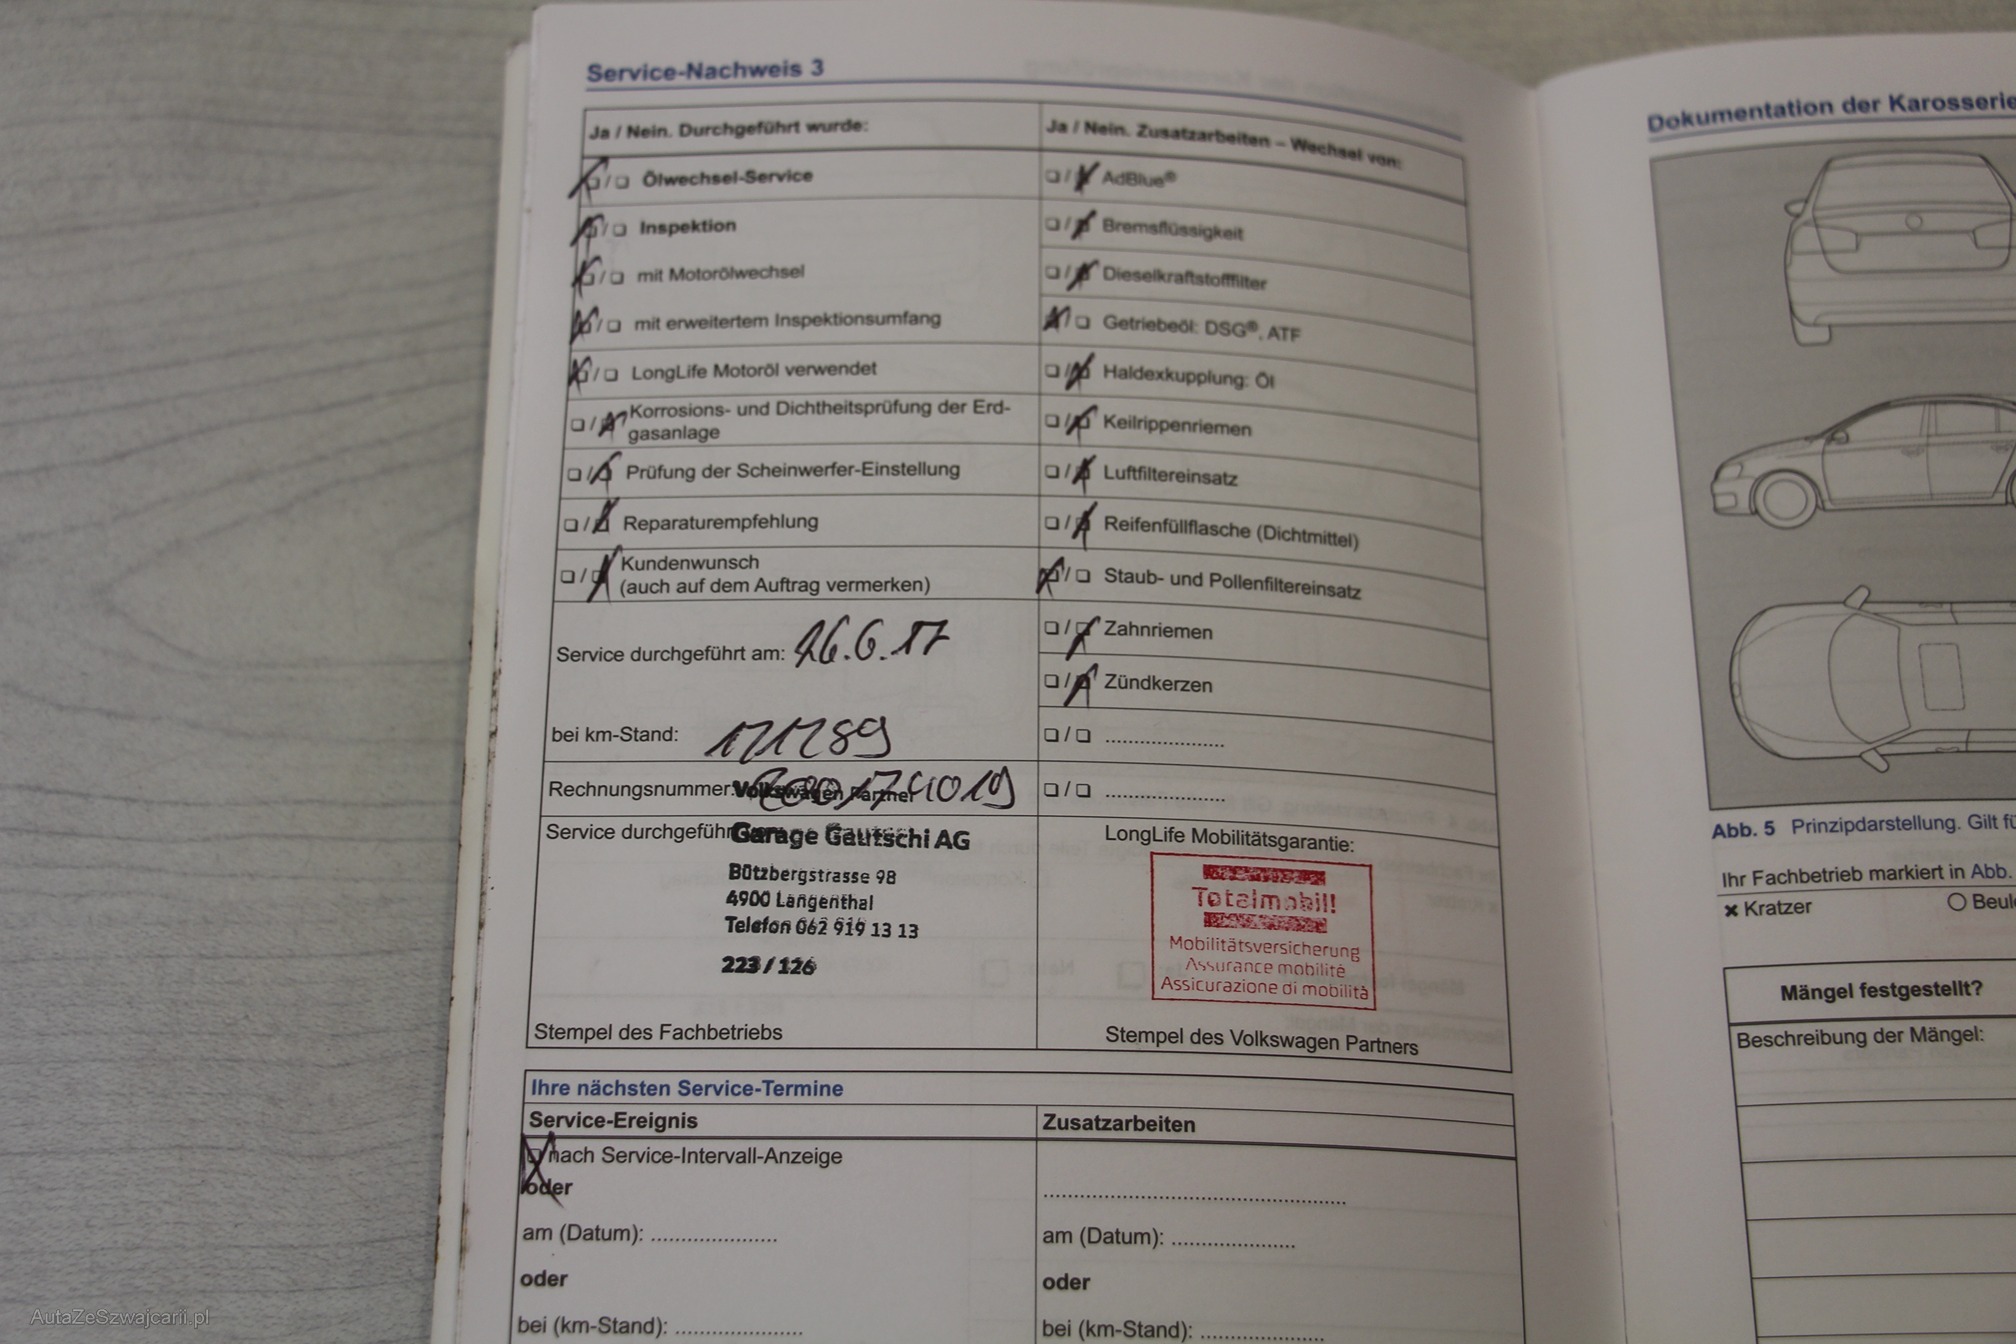 Service-Nachweis 3
Ja / Nein. Durchgeführt wurde:
❑/❑ Ölwechsel-Service
❑/❑ Inspektion
❑/❑ mit Motorölwechsel
❑/❑ mit erweitertem Inspektionsumfang
❑/❑ LongLife Motoröl verwendet
❑/❑ Korrosions- und Dichtheitsprüfung der Erd-
gasanlage
❑/❑ Prüfung der Scheinwerfer-Einstellung
❑/❑ Reparaturempfehlung
❑/❑ Kundenwunsch
(auch auf dem Auftrag vermerken)
Service durchgeführt am: 26.6.17
bei km-Stand:
Rechnungsnummer:
Volkswagen Partner
Service durchgeführt
Garage Gautschi AG
Bützbergstrasse 98
4900 Langenthal
Telefon 062 919 13 13
223 / 126
Stempel des Fachbetriebs
Ja / Nein. Zusatzarbeiten – Wechsel von:
❑/❑ AdBlue®
❑/❑ Bremsflüssigkeit
❑/❑ Dieselkraftstofffilter
❑/❑ Getriebeöl: DSG®, ATF
❑/❑ Haldexkupplung: Öl
❑/❑ Keilrippenriemen
❑/❑ Luftfiltereinsatz
❑/❑ Reifenfüllflasche (Dichtmittel)
❑/❑ Staub- und Pollenfiltereinsatz
❑/❑ Zahnriemen
❑/❑ Zündkerzen
❑/❑ ......................
❑/❑ ......................
LongLife Mobilitätsgarantie:
Totalmobil!
Mobilitätsversicherung
Assurance mobilité
Assicurazione di mobilità
Stempel des Volkswagen Partners
Ihre nächsten Service-Termine
Service-Ereignis
❑ nach Service-Intervall-Anzeige
oder
am (Datum): .......................
oder
bei (km-Stand): .......................
Zusatzarbeiten
.......................................................
am (Datum): .......................
oder
bei (km-Stand): .......................
Dokumentation der Karosserie
Abb. 5 Prinzipdarstellung. Gilt
Ihr Fachbetrieb markiert in Abb.
× Kratzer
○
Mängel festgestellt?
Beschreibung der Mängel:
AutaZeSzwajcarii.pl